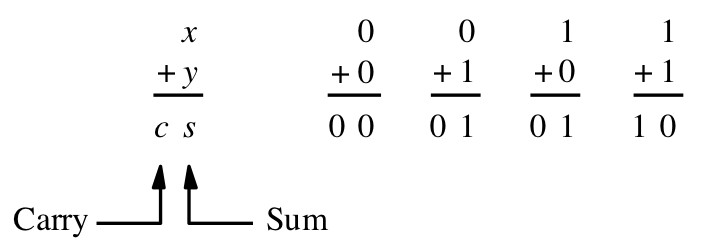 x 0 0 1 1
+ y + 0 + 1 + 0 + 1
c s 0 0 0 1 0 1 1 0
Carry Sum